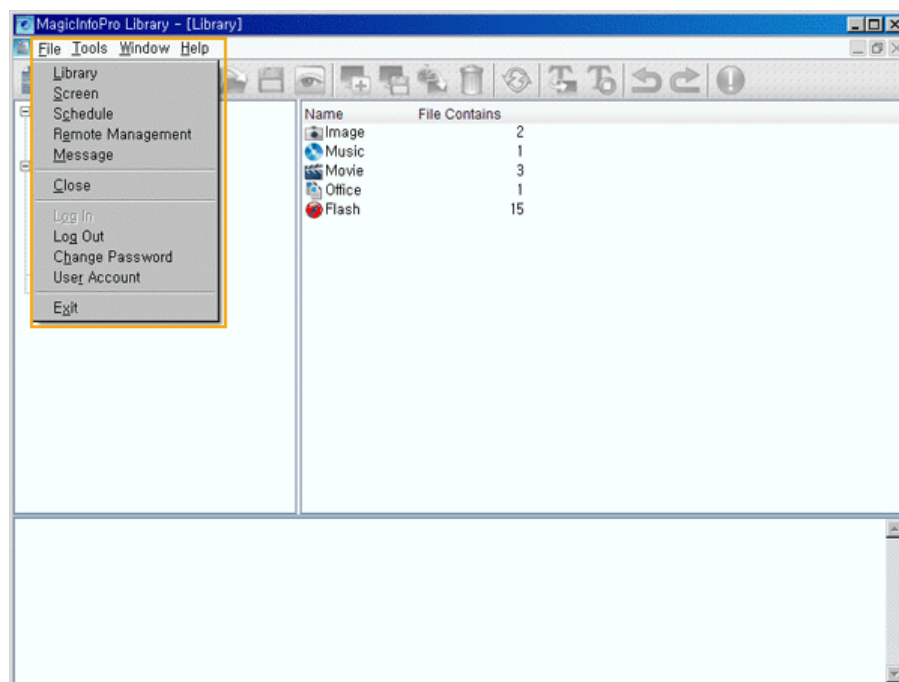 MagicInfoPro Library - [Library]
File Tools Window Help
Library
Screen
Schedule
Remote Management
Message
Close
Log In
Log Out
Change Password
User Account
Exit
Name File Contains
Image 2
Music 1
Movie 3
Office 1
Flash 15